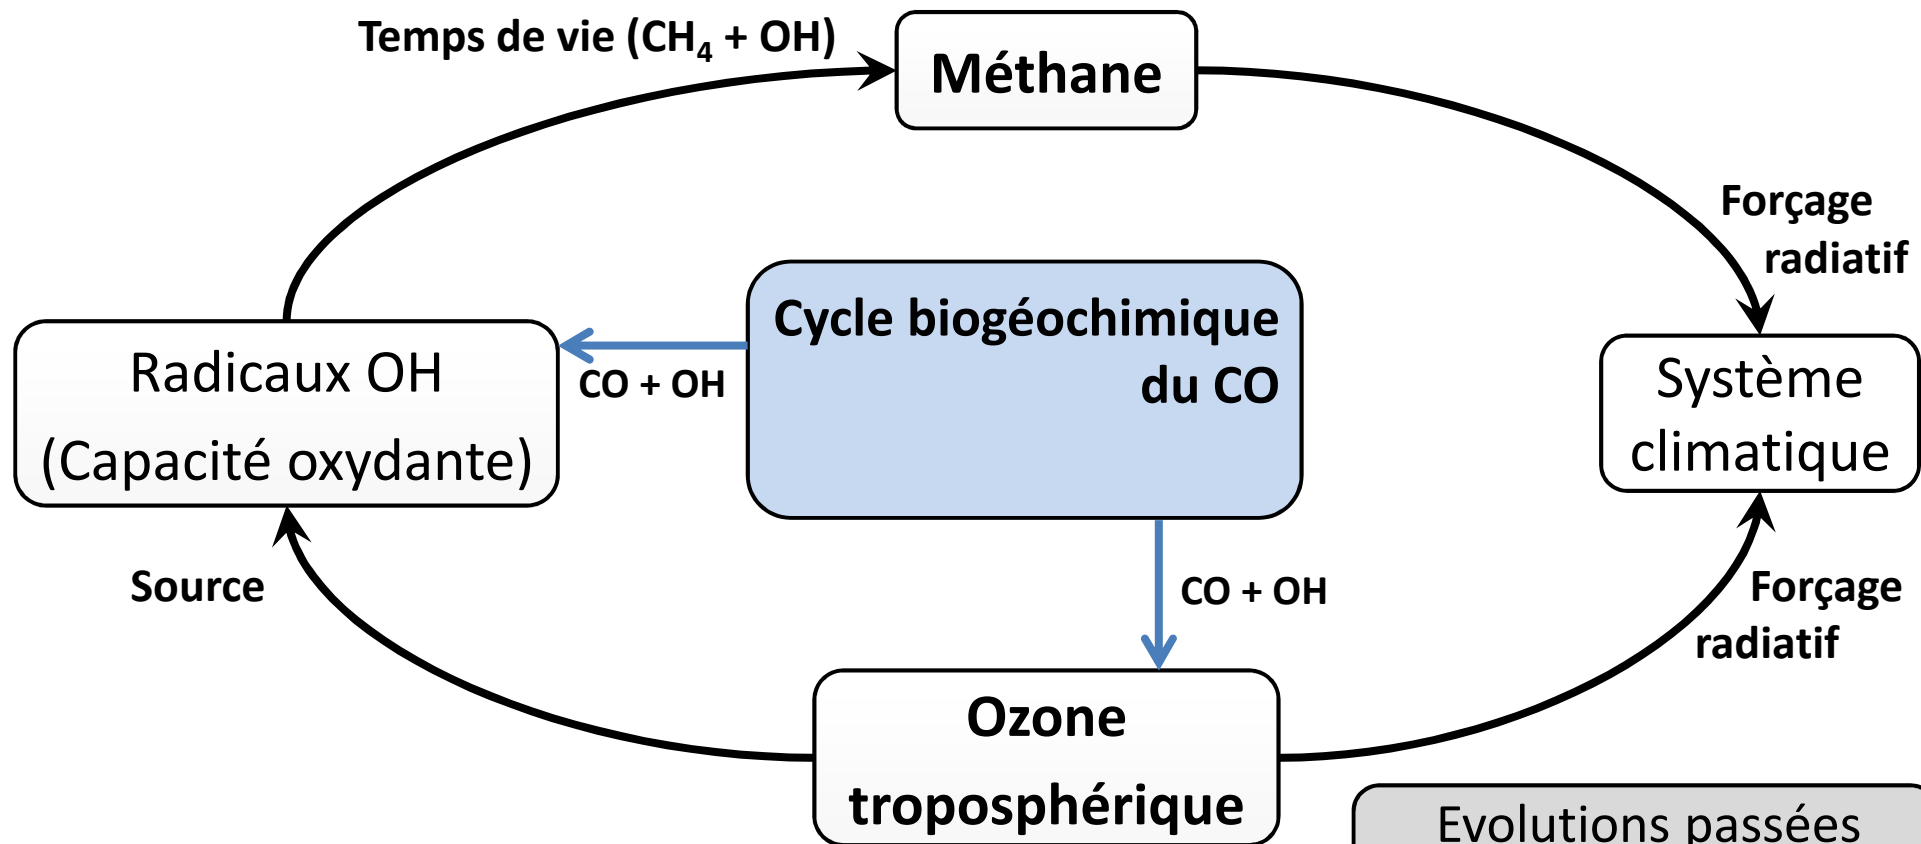 Temps de vie (CH₄ + OH)
Méthane
Forçage
radiatif
Cycle biogéochimique
du CO
Radicaux OH
(Capacité oxydante)
CO + OH
Système
climatique
Source
CO + OH
Forçage
radiatif
Ozone
troposphérique
Evolutions passées